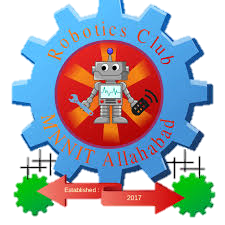 Robotics Club
MNNIT Allahabad
Established :
2017